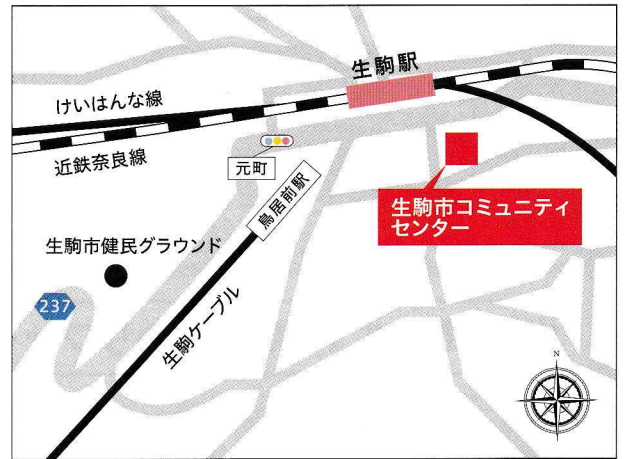 生駒駅
けいはんな線
近鉄奈良線
元町
鳥居前駅
生駒市コミュニティ
センター
生駒市健民グラウンド
237
生駒ケーブル
N